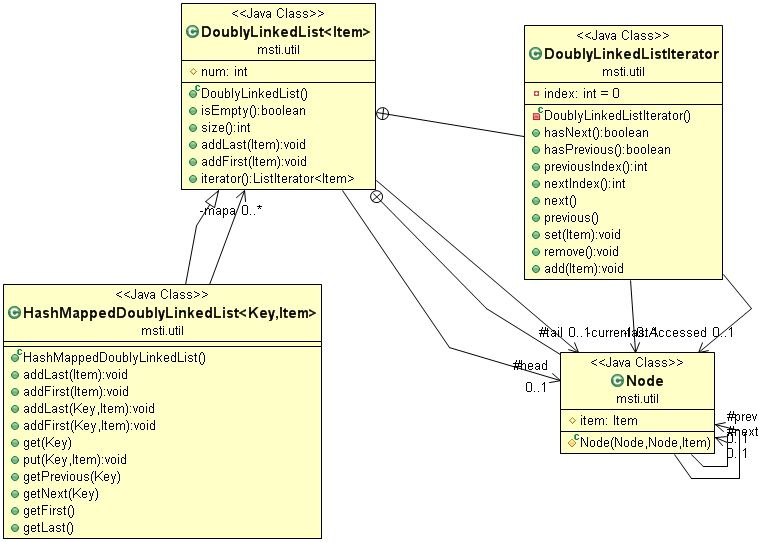 <<Java Class>>
DoublyLinkedList<Item>
msti.util
num: int
DoublyLinkedList()
isEmpty():boolean
size():int
addLast(Item):void
addFirst(Item):void
iterator():ListIterator<Item>
<<Java Class>>
DoublyLinkedListIterator
msti.util
index: int = 0
DoublyLinkedListIterator()
hasNext():boolean
hasPrevious():boolean
previousIndex():int
nextIndex():int
next()
previous()
set(Item):void
remove():void
add(Item):void
-mapa 0..*
<<Java Class>>
HashMappedDoublyLinkedList<Key,Item>
msti.util
HashMappedDoublyLinkedList()
addLast(Item):void
addFirst(Item):void
addLast(Key,Item):void
addFirst(Key,Item):void
get(Key)
put(Key,Item):void
getPrevious(Key)
getNext(Key)
getFirst()
getLast()
#tail 0..1
-current 0..1
-lastAccessed 0..1
#head
0..1
<<Java Class>>
Node
msti.util
item: Item
Node(Node,Node,Item)
#prev
0..1
#next
0..1